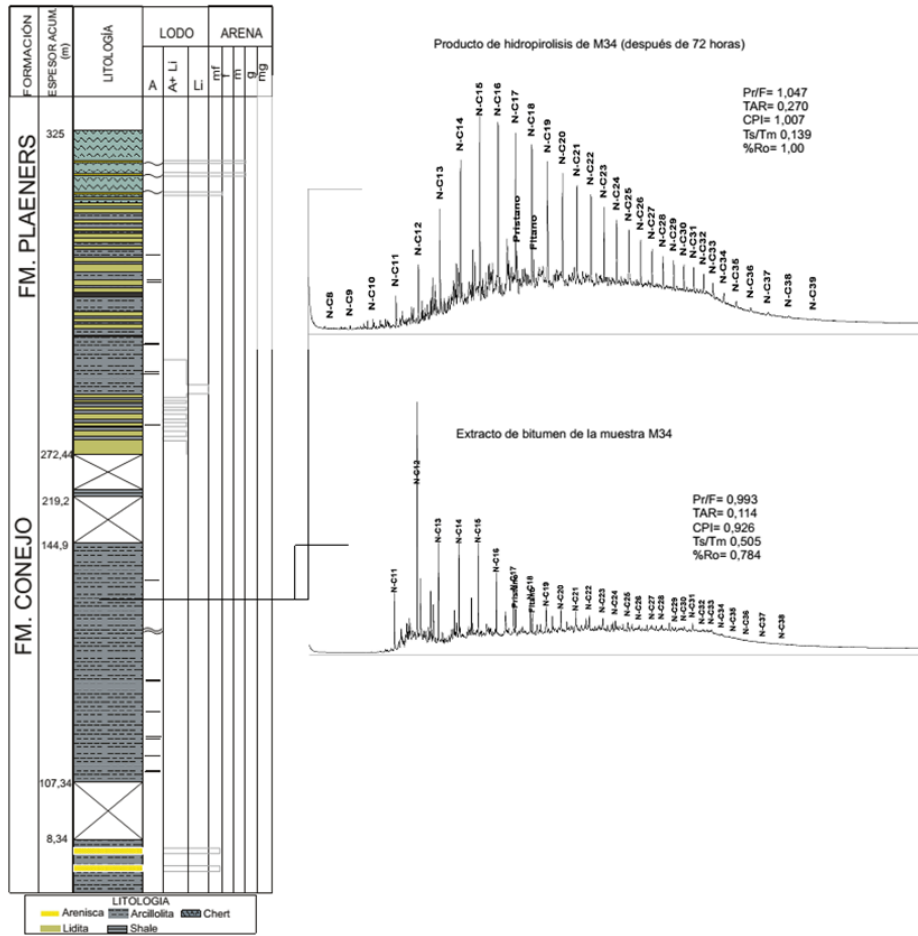 FORMACIÓN
ESPESOR ACUM.
(m)
LITOLOGÍA
LODO
ARENA
A
A+ Li
Li
mf
f
m
g
mg
FM. PLAENERS
FM. CONEJO
325
272,44
219,2
144,9
107,34
8,34
LITOLOGIA
Arenisca
Arcillolita
Chert
Lidita
Shale
Producto de hidropirolisis de M34 (después de 72 horas)
Pr/F= 1,047
TAR= 0,270
CPI= 1,007
Ts/Tm 0,139
%Ro= 1,00
N-C8
N-C9
N-C10
N-C11
N-C12
N-C13
N-C14
N-C15
N-C16
N-C17
Pristano
N-C18
Fitano
N-C19
N-C20
N-C21
N-C22
N-C23
N-C24
N-C25
N-C26
N-C27
N-C28
N-C29
N-C30
N-C31
N-C32
N-C33
N-C34
N-C35
N-C36
N-C37
N-C38
N-C39
Extracto de bitumen de la muestra M34
Pr/F= 0,993
TAR= 0,114
CPI= 0,926
Ts/Tm 0,505
%Ro= 0,784
N-C11
N-C12
N-C13
N-C14
N-C15
N-C16
N-C17
Pristano
N-C18
Fitano
N-C19
N-C20
N-C21
N-C22
N-C23
N-C24
N-C25
N-C26
N-C27
N-C28
N-C29
N-C30
N-C31
N-C32
N-C33
N-C34
N-C35
N-C36
N-C37
N-C38